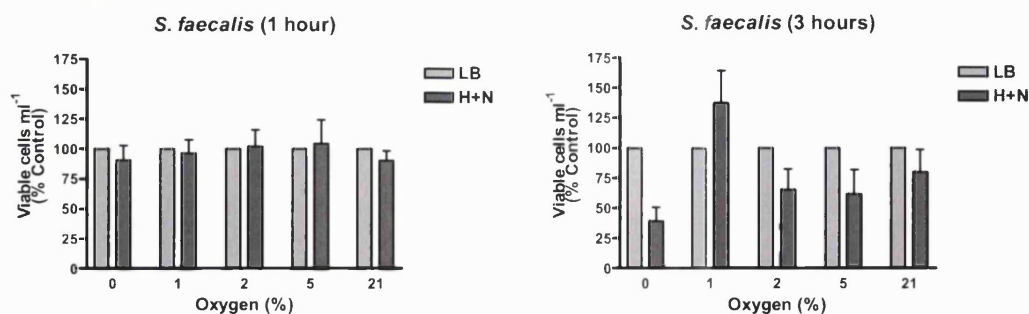 S. faecalis (1 hour)
175
150
125
100
75
50
25
0
Viable cells ml-1
(% Control)
0 1 2 5 21
Oxygen (%)
LB
H+N
S. faecalis (3 hours)
175
150
125
100
75
50
25
0
Viable cells ml-1
(% Control)
0 1 2 5 21
Oxygen (%)
LB
H+N